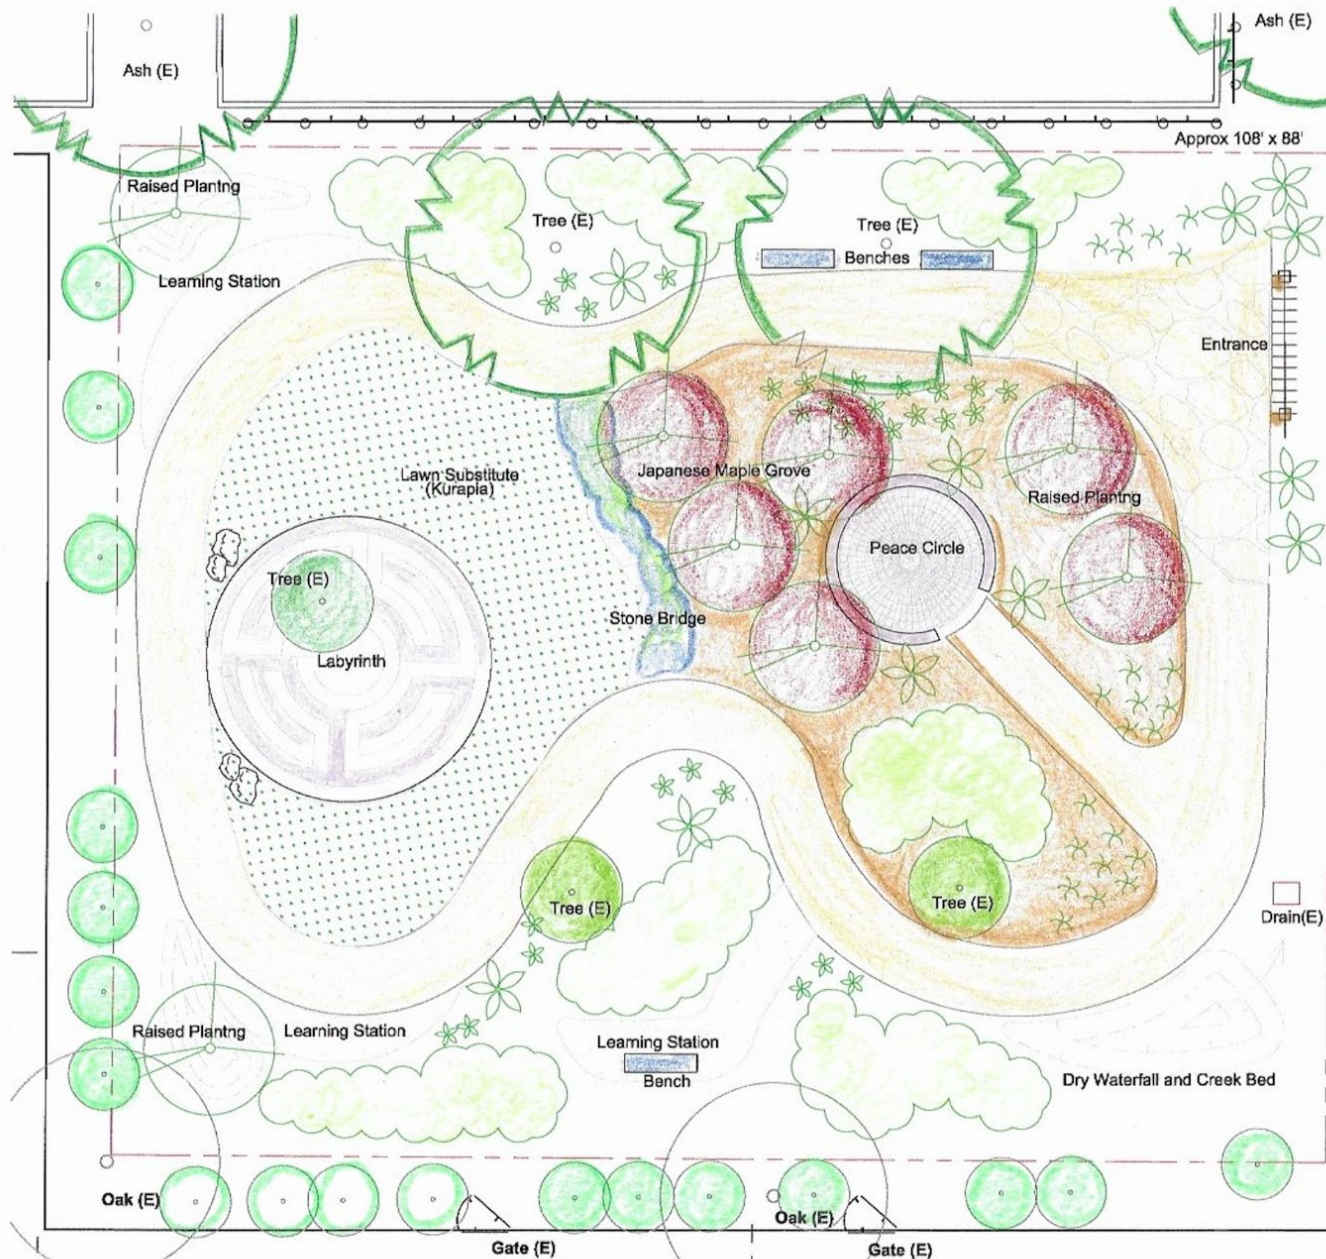 Ash (E)
Ash (E)
Approx 108' x 88'
Raised Plantng
Tree (E)
Tree (E)
Learning Station
Benches
Entrance
Lawn Substitute
(Kurapia)
Japanese Maple Grove
Raised Plantng
Peace Circle
Tree (E)
Stone Bridge
Labyrinth
Tree (E)
Tree (E)
Drain(E)
Raised Plantng
Learning Station
Learning Station
Bench
Dry Waterfall and Creek Bed
Oak (E)
Oak (E)
Gate (E)
Gate (E)